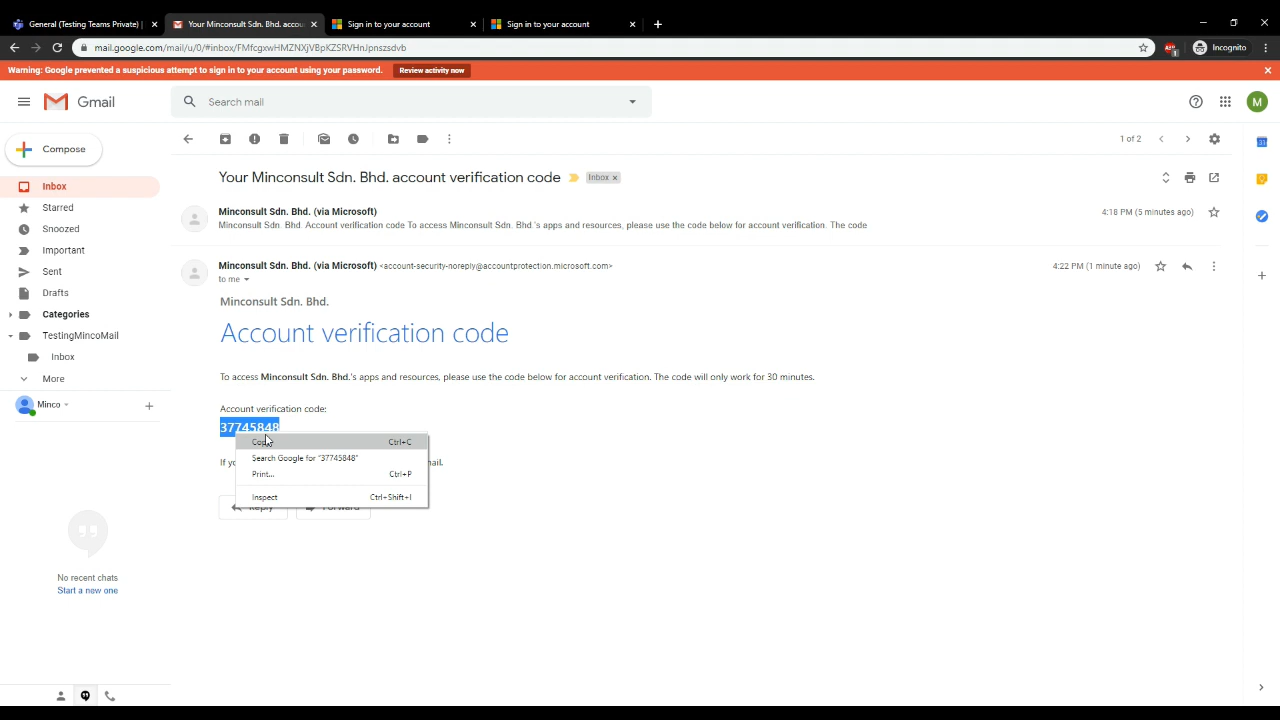 General (Testing Teams Private) |
Your Minconsult Sdn. Bhd. accou
Sign in to your account
Sign in to your account
mail.google.com/mail/u/0/#inbox/FMfcgxwHMZNXjVBpKZSRVHnJpnszsdvb
Incognito
Warning: Google prevented a suspicious attempt to sign in to your account using your password.
Review activity now
Gmail
Search mail
M
Compose
1 of 2
Your Minconsult Sdn. Bhd. account verification code
Inbox x
Inbox
Starred
Snoozed
Important
Sent
Drafts
Categories
TestingMincoMail
Inbox
More
Minco
No recent chats
Start a new one
Minconsult Sdn. Bhd. (via Microsoft)
4:18 PM (5 minutes ago)
Minconsult Sdn. Bhd. Account verification code To access Minconsult Sdn. Bhd.'s apps and resources, please use the code below for account verification. The code
Minconsult Sdn. Bhd. (via Microsoft) <account-security-noreply@accountprotection.microsoft.com>
4:22 PM (1 minute ago)
to me
Minconsult Sdn. Bhd.
Account verification code
To access Minconsult Sdn. Bhd.'s apps and resources, please use the code below for account verification. The code will only work for 30 minutes.
Account verification code:
37745848
Copy Ctrl+C
Search Google for "37745848"
Print... Ctrl+P
Inspect Ctrl+Shift+I
Reply
Forward